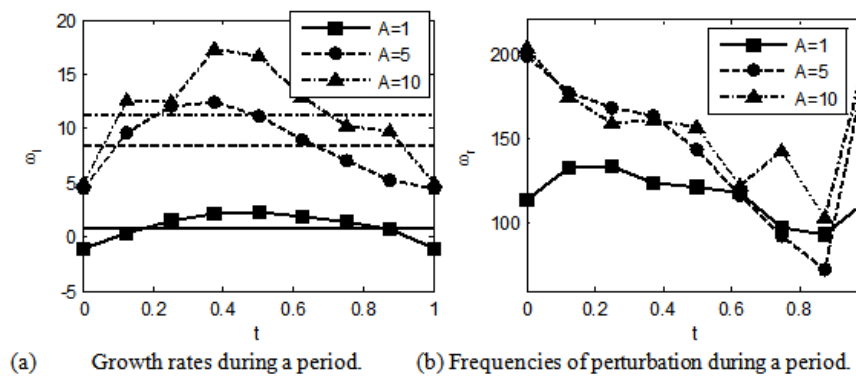 20
15
10
5
0
-5
ωi
0 0.2 0.4 0.6 0.8 1
t
A=1
A=5
A=10
(a) Growth rates during a period.
200
150
100
ωr
0 0.2 0.4 0.6 0.8
t
A=1
A=5
A=10
(b) Frequencies of perturbation during a period.